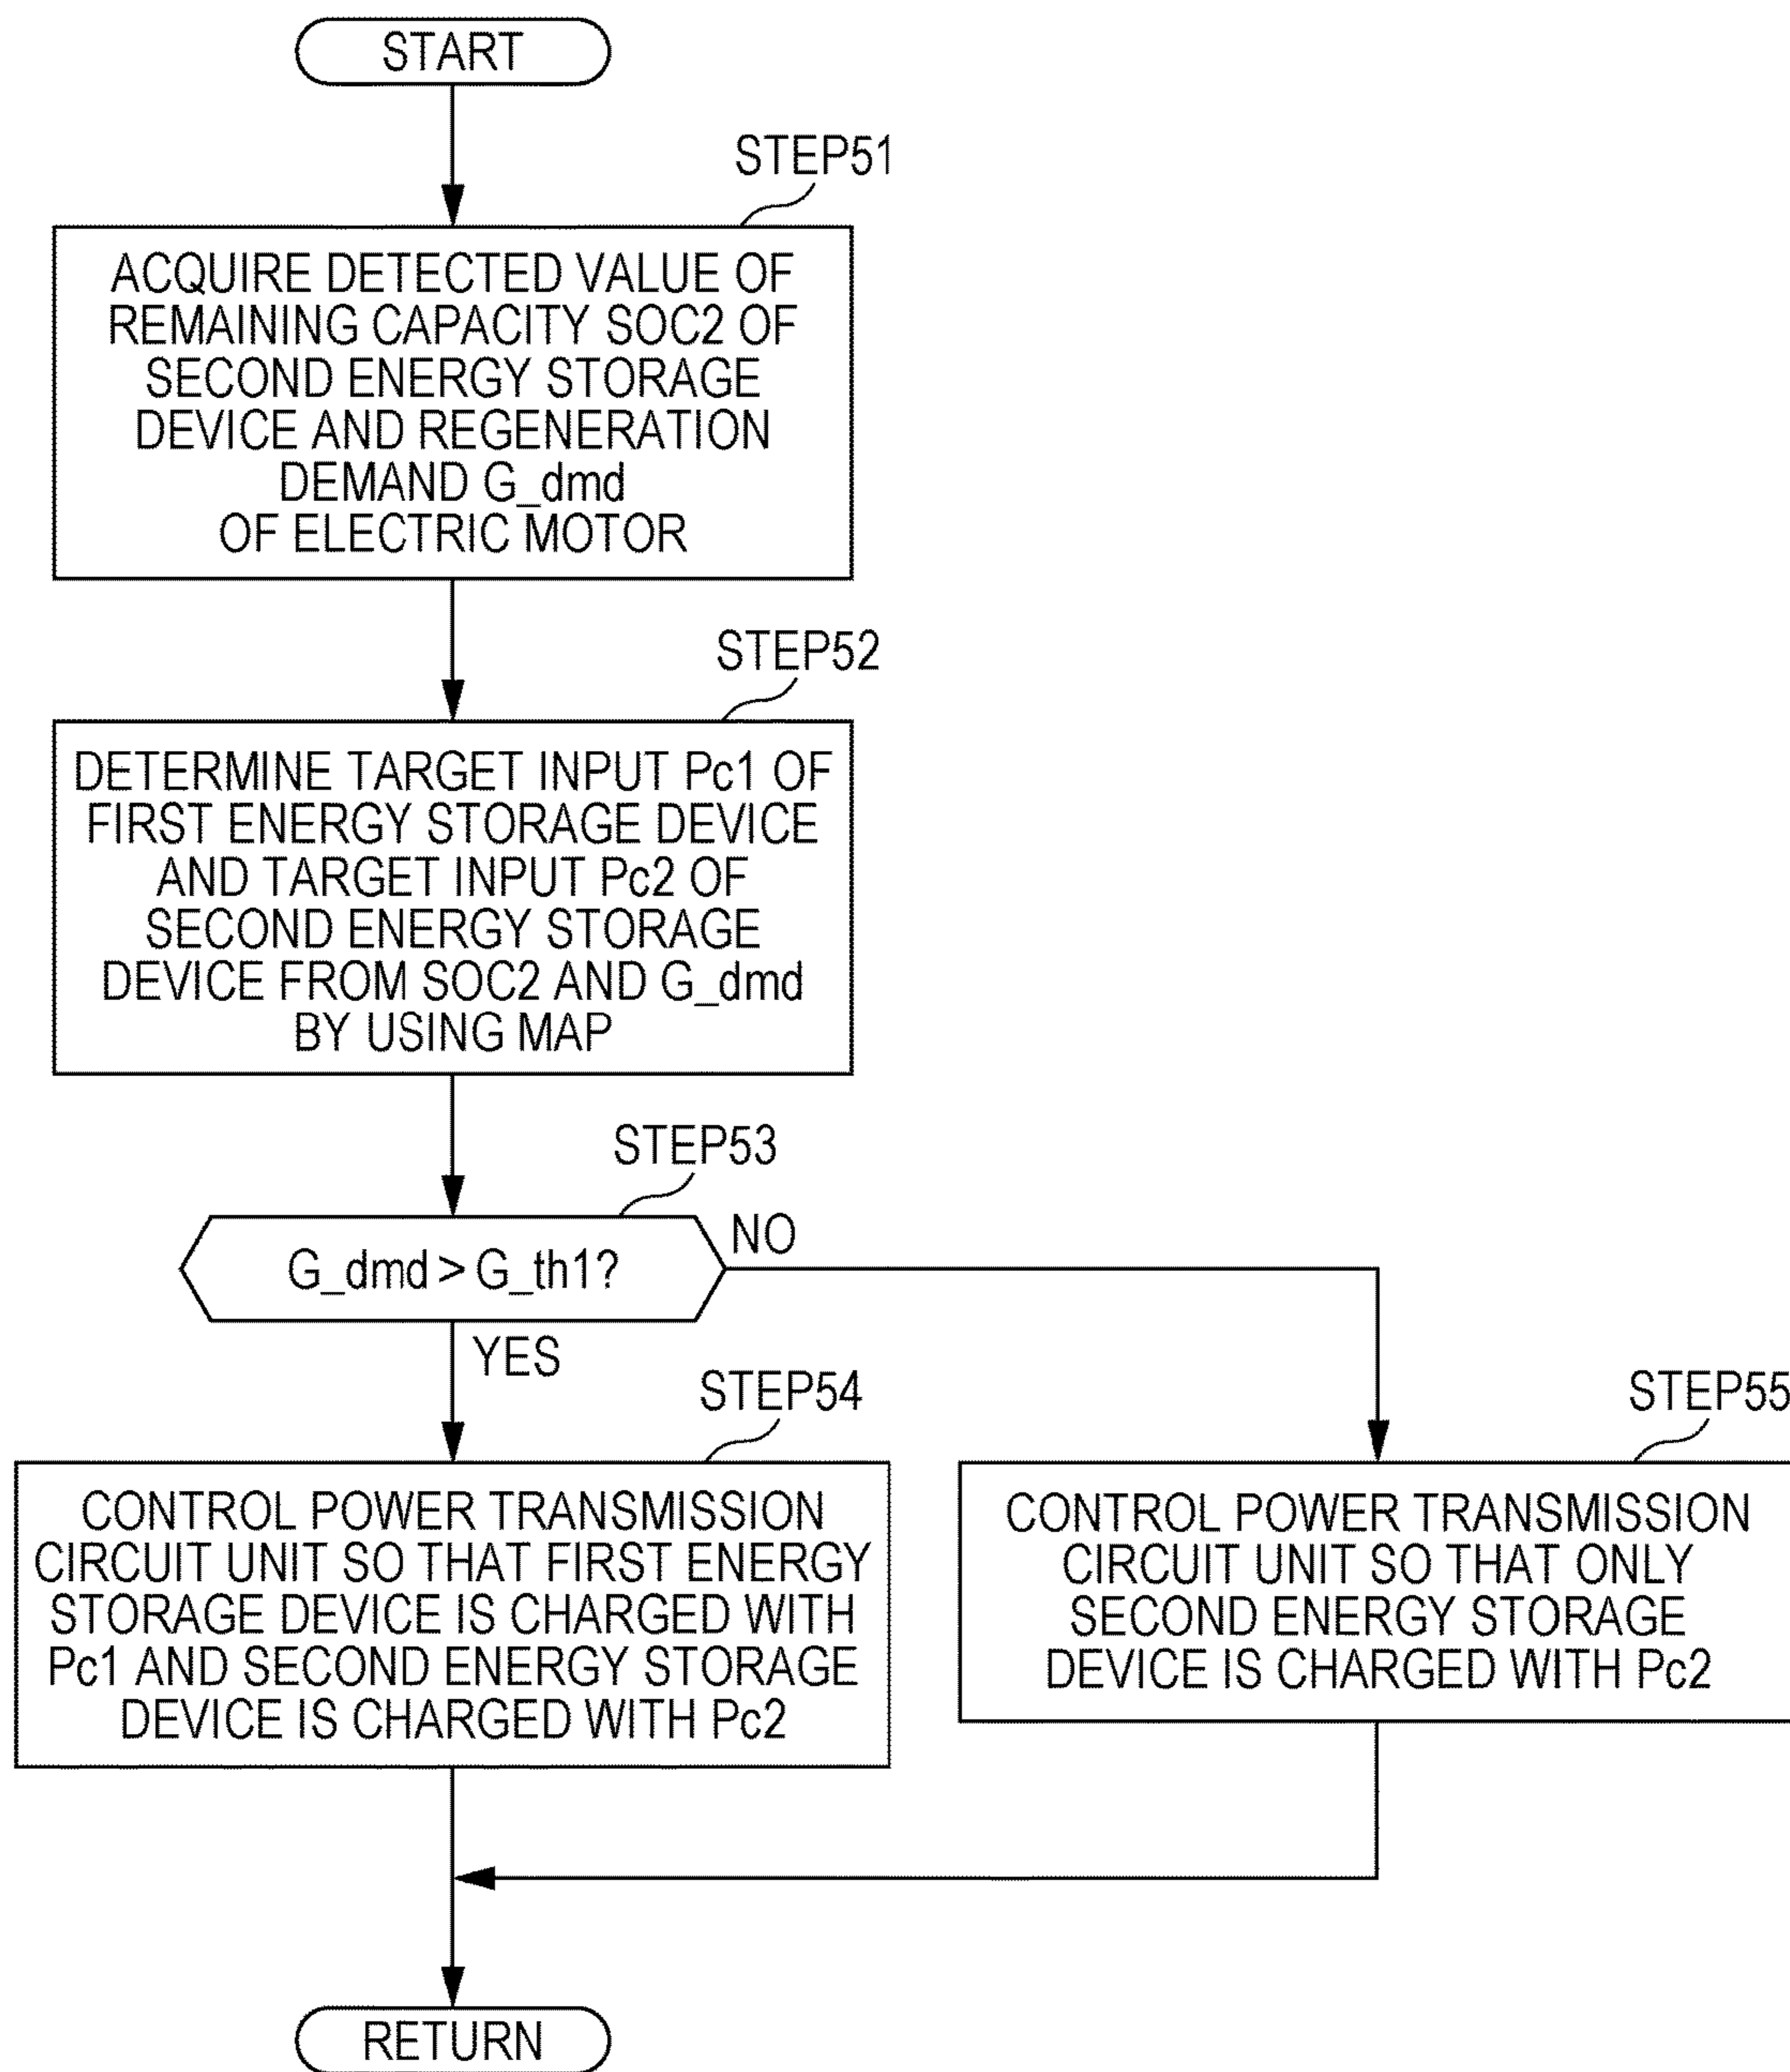 START
STEP51
ACQUIRE DETECTED VALUE OF
REMAINING CAPACITY SOC2 OF
SECOND ENERGY STORAGE
DEVICE AND REGENERATION
DEMAND G_dmd
OF ELECTRIC MOTOR
STEP52
DETERMINE TARGET INPUT Pc1 OF
FIRST ENERGY STORAGE DEVICE
AND TARGET INPUT Pc2 OF
SECOND ENERGY STORAGE
DEVICE FROM SOC2 AND G_dmd
BY USING MAP
STEP53
G_dmd > G_th1?
NO
YES
STEP54
CONTROL POWER TRANSMISSION
CIRCUIT UNIT SO THAT FIRST ENERGY
STORAGE DEVICE IS CHARGED WITH
Pc1 AND SECOND ENERGY STORAGE
DEVICE IS CHARGED WITH Pc2
STEP55
CONTROL POWER TRANSMISSION
CIRCUIT UNIT SO THAT ONLY
SECOND ENERGY STORAGE
DEVICE IS CHARGED WITH Pc2
RETURN